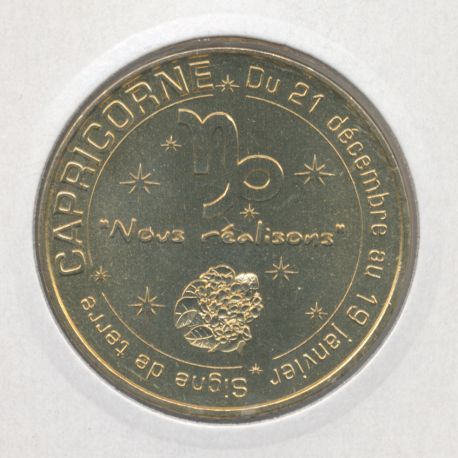 CAPRICORNE
Du 21 décembre au 19 janvier
Signe de terre
"Nous réalisons"